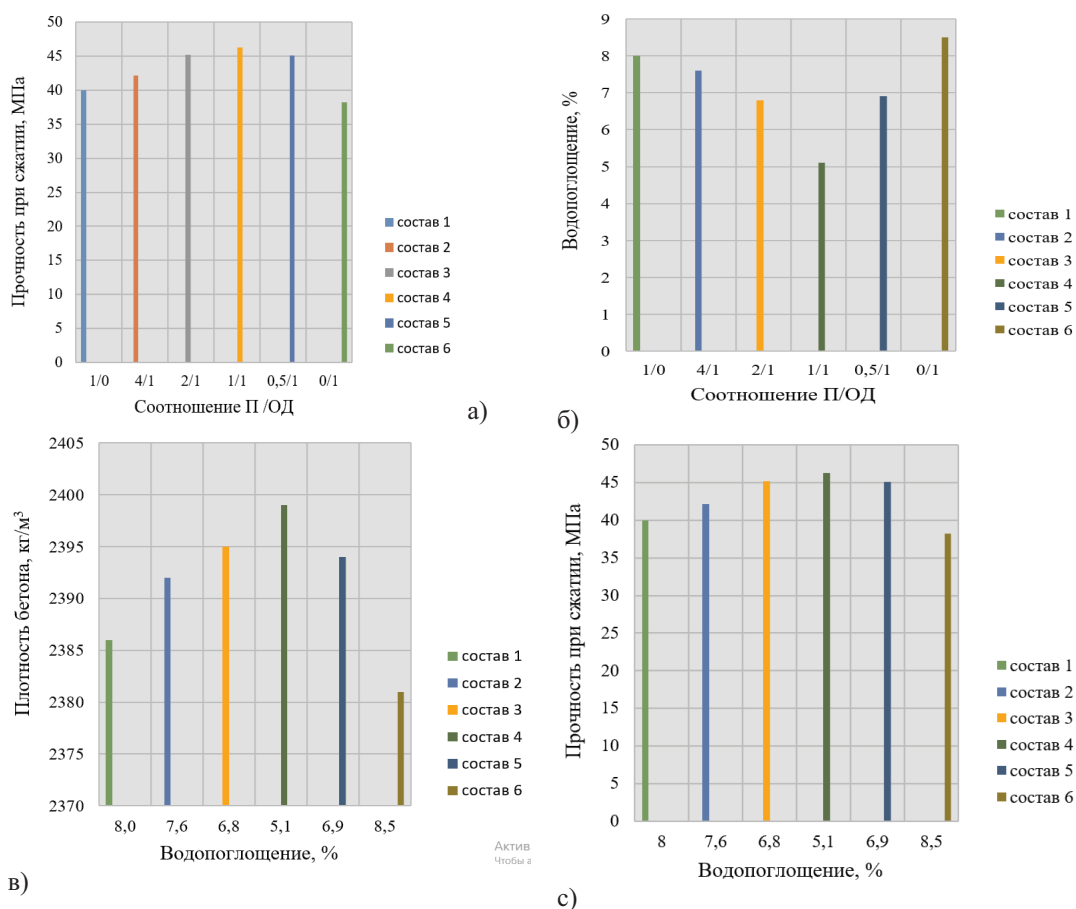 50
45
40
35
30
25
20
15
10
5
0
Прочность при сжатии, МПа
1/0 4/1 2/1 1/1 0,5/1 0/1
Соотношение П /ОД
состав 1
состав 2
состав 3
состав 4
состав 5
состав 6
а)
9
8
7
6
5
4
3
2
1
0
Водопоглощение, %
1/0 4/1 2/1 1/1 0,5/1 0/1
Соотношение П/ОД
состав 1
состав 2
состав 3
состав 4
состав 5
состав 6
б)
2405
2400
2395
2390
2385
2380
2375
2370
Плотность бетона, кг/м³
8,0 7,6 6,8 5,1 6,9 8,5
Водопоглощение, %
состав 1
состав 2
состав 3
состав 4
состав 5
состав 6
Актив
Чтобы а
в)
50
45
40
35
30
25
20
15
10
5
0
Прочность при сжатии, МПа
8 7,6 6,8 5,1 6,9 8,5
Водопоглощение, %
состав 1
состав 2
состав 3
состав 4
состав 5
состав 6
с)